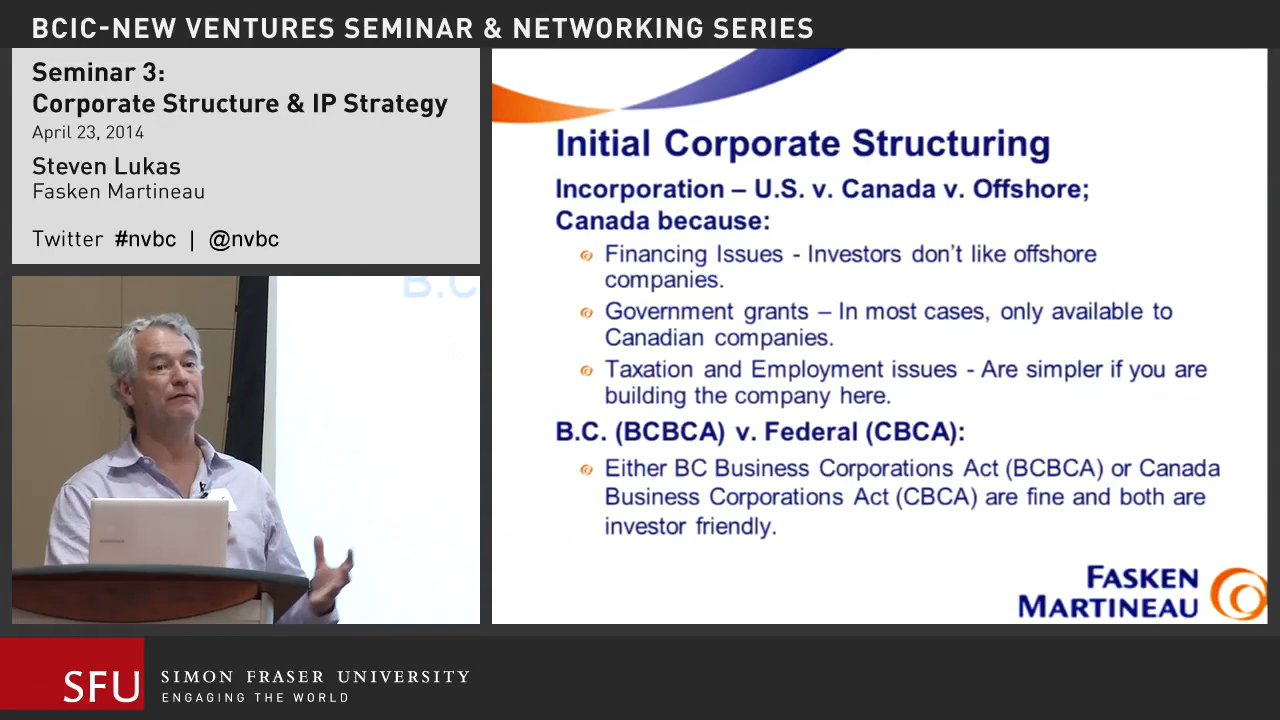 BCIC-NEW VENTURES SEMINAR & NETWORKING SERIES
Seminar 3:
Corporate Structure & IP Strategy
April 23, 2014
Steven Lukas
Fasken Martineau
Twitter #nvbc | @nvbc
B.C
Initial Corporate Structuring
Incorporation – U.S. v. Canada v. Offshore;
Canada because:
Financing Issues - Investors don't like offshore
companies.
Government grants – In most cases, only available to
Canadian companies.
Taxation and Employment issues - Are simpler if you are
building the company here.
B.C. (BCBCA) v. Federal (CBCA):
Either BC Business Corporations Act (BCBCA) or Canada
Business Corporations Act (CBCA) are fine and both are
investor friendly.
FASKEN
MARTINEAU
SFU
SIMON FRASER UNIVERSITY
ENGAGING THE WORLD